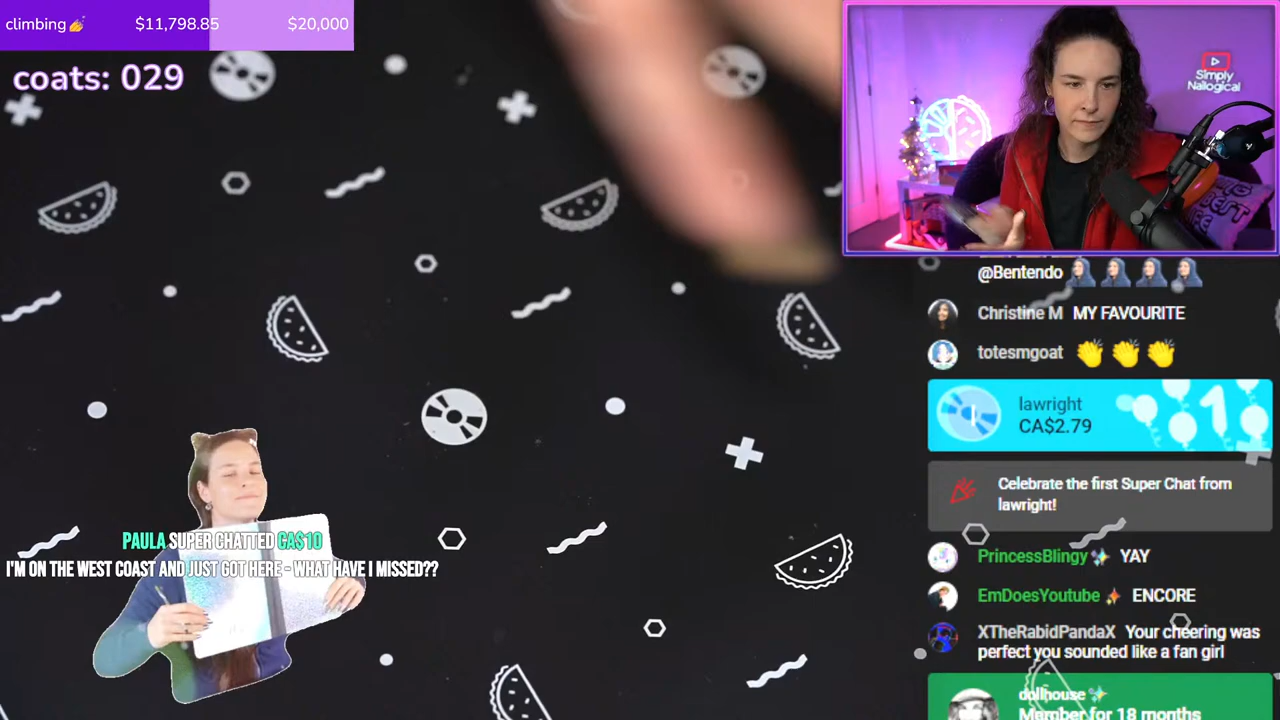 climbing💅 $11,798.85 $20,000
coats: 029
Simply
Nailogical
@Bentendo
Christine M MY FAVOURITE
totesmgoat 👏 👏 👏
lawright
CA$2.79
1
Celebrate the first Super Chat from
lawright!
PrincessBlingy YAY
EmDoesYoutube ENCORE
XTheRabidPandaX Your cheering was
perfect you sounded like a fan girl
dollhouse
Member for 18 months
PAULA SUPER CHATTED CA$10
I'M ON THE WEST COAST AND JUST GOT HERE - WHAT HAVE I MISSED??